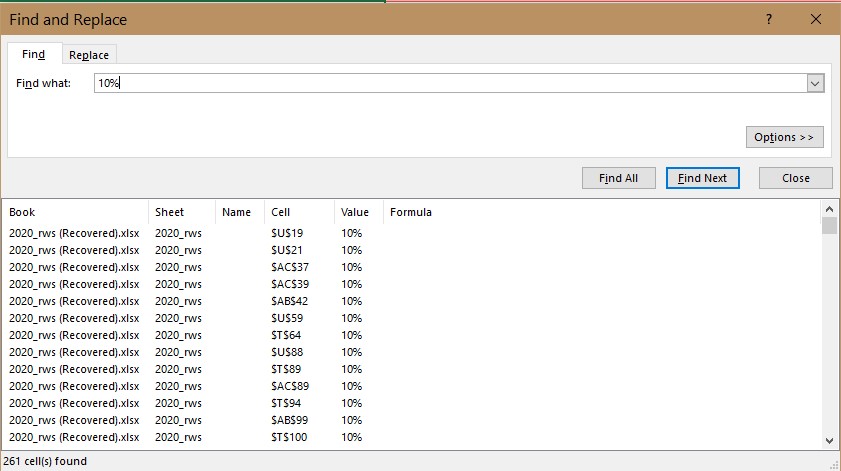 Find and Replace ?
Find Replace
Find what: 10%
Options >>
Find All Find Next Close
Book Sheet Name Cell Value Formula
2020_rws (Recovered).xlsx 2020_rws $U$19 10%
2020_rws (Recovered).xlsx 2020_rws $U$21 10%
2020_rws (Recovered).xlsx 2020_rws $AC$37 10%
2020_rws (Recovered).xlsx 2020_rws $AC$39 10%
2020_rws (Recovered).xlsx 2020_rws $AB$42 10%
2020_rws (Recovered).xlsx 2020_rws $U$59 10%
2020_rws (Recovered).xlsx 2020_rws $T$64 10%
2020_rws (Recovered).xlsx 2020_rws $U$88 10%
2020_rws (Recovered).xlsx 2020_rws $T$89 10%
2020_rws (Recovered).xlsx 2020_rws $AC$89 10%
2020_rws (Recovered).xlsx 2020_rws $T$94 10%
2020_rws (Recovered).xlsx 2020_rws $AB$99 10%
2020_rws (Recovered).xlsx 2020_rws $T$100 10%
261 cell(s) found